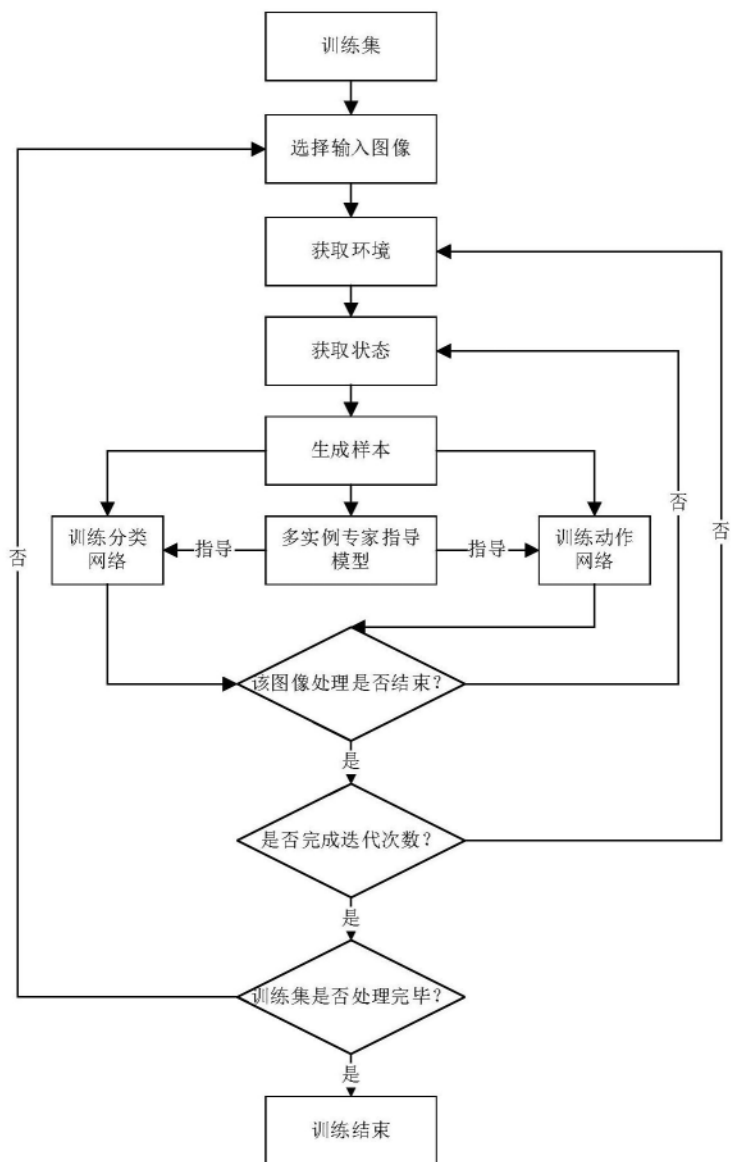 训练集
选择输入图像
获取环境
获取状态
生成样本
训练分类
网络
指导
多实例专家指导
模型
指导
训练动作
网络
否
否
否
该图像处理是否结束？
是
是否完成迭代次数？
是
训练集是否处理完毕？
是
训练结束